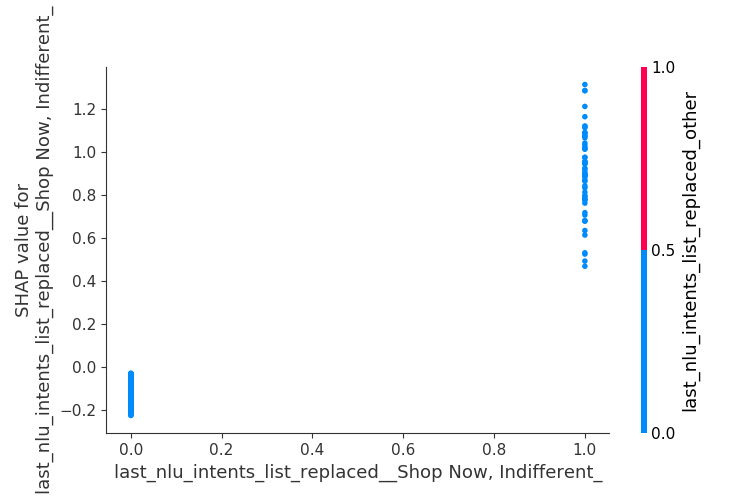 SHAP value for
last_nlu_intents_list_replaced__Shop Now, Indifferent_
1.2
1.0
0.8
0.6
0.4
0.2
0.0
−0.2
0.0 0.2 0.4 0.6 0.8 1.0
last_nlu_intents_list_replaced__Shop Now, Indifferent_
1.0
0.5
0.0
last_nlu_intents_list_replaced_other